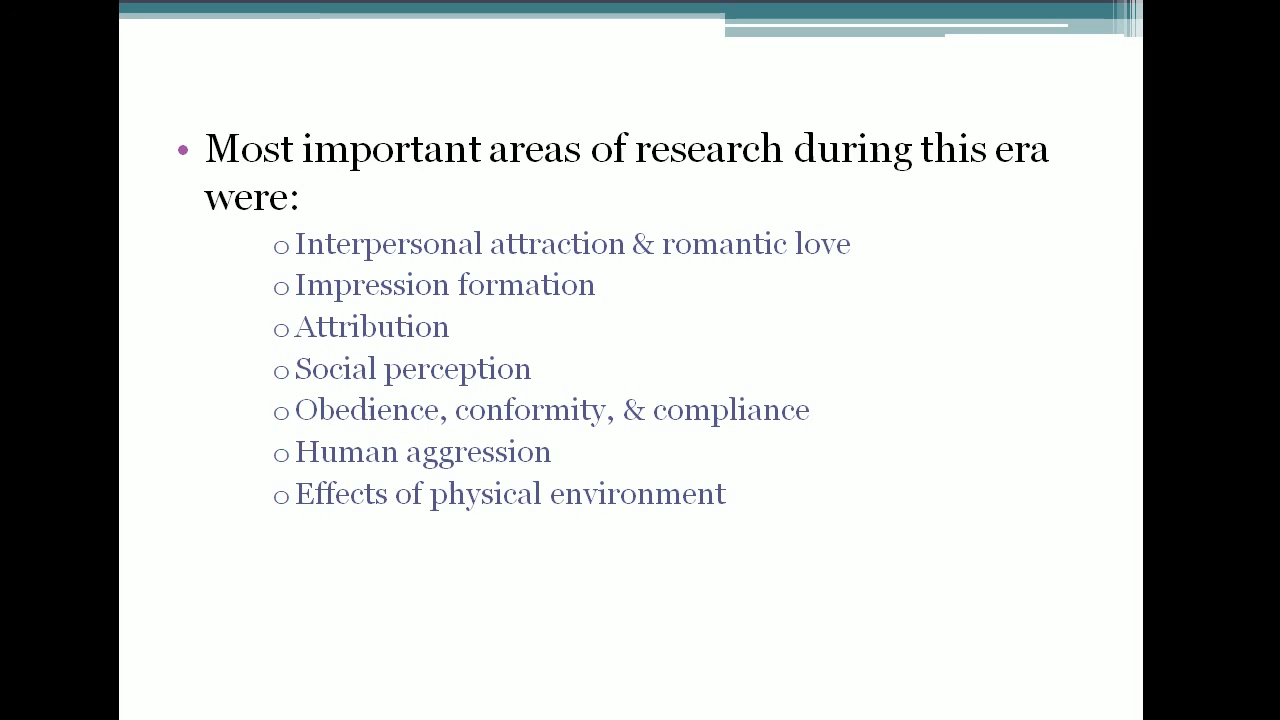 • Most important areas of research during this era
were:
o Interpersonal attraction & romantic love
o Impression formation
o Attribution
o Social perception
o Obedience, conformity, & compliance
o Human aggression
o Effects of physical environment